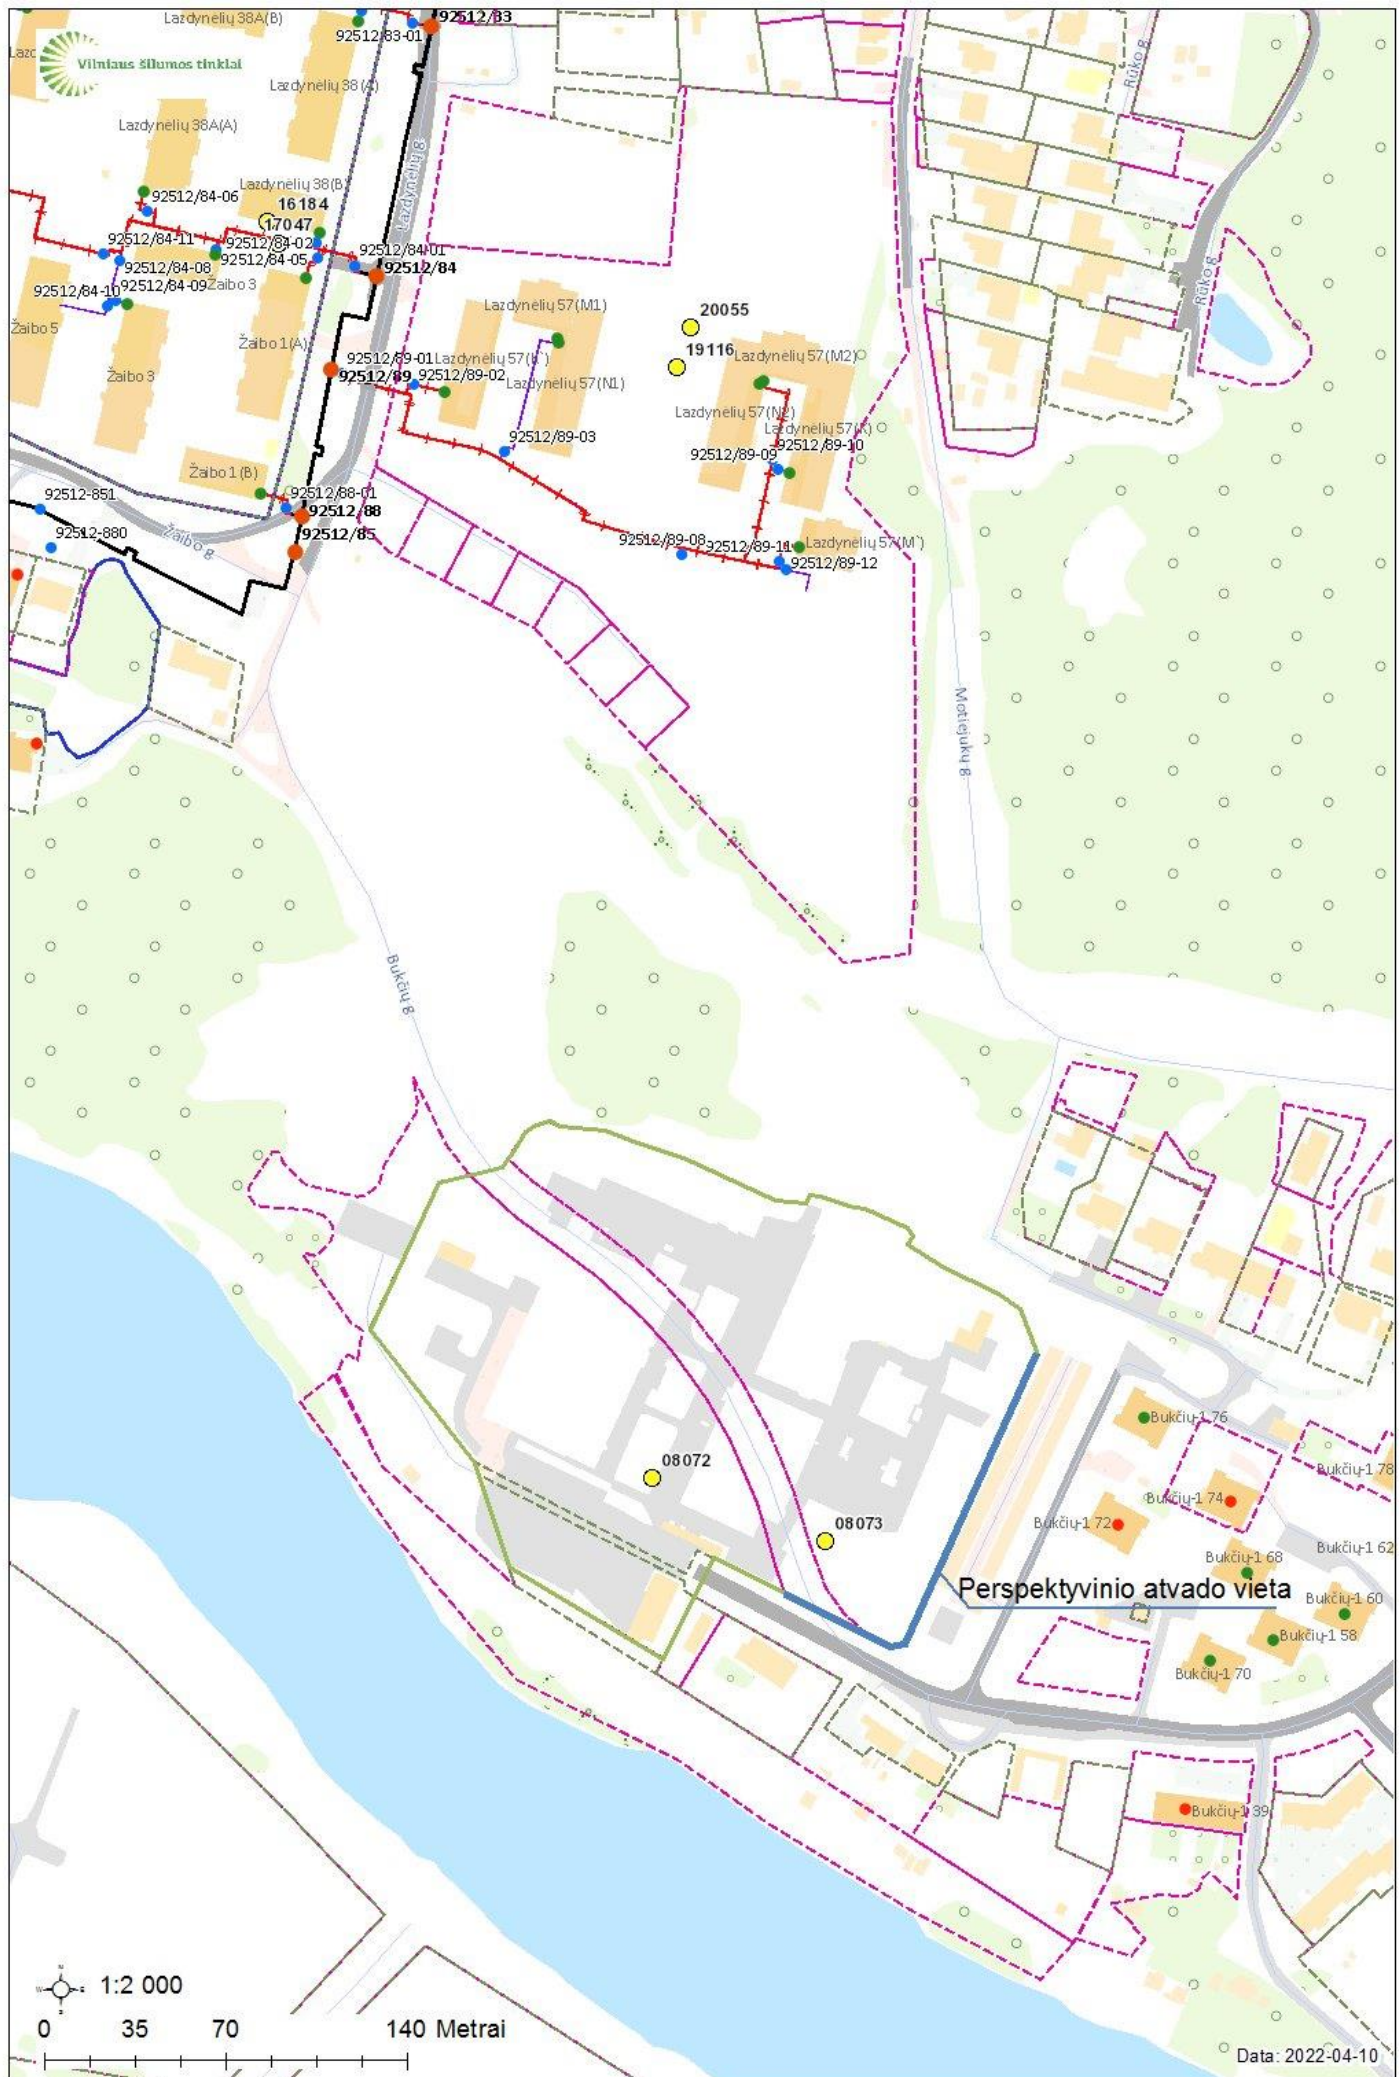 Lazdynėlių 38A(B)
92512/83-01
92512/33
Vilniaus šilumos tinklai
Lazdynėlių 38 (A)
Lazdynėlių 38A(A)
Lazdynėlių g.
Rūko g.
92512/84-06
Lazdynėlių 38(B)
16184
17047
92512/84-11
92512/84-02
92512/84-01
92512/84-05
92512/84
92512/84-08
Rūko g.
92512/84-10
92512/84-09
Žaibo 3
Lazdynėlių 57(M1)
20055
Žaibo 5
Žaibo 1(A)
19116
Lazdynėlių 57(M2)
92512/89-01
92512/89
92512/89-02
Lazdynėlių 57(N1)
Žaibo 3
Lazdynėlių 57(N2)
Lazdynėlių 57(K)
92512/89-03
92512/89-10
92512/89-09
Žaibo 1 (B)
92512-851
92512/88-01
92512/88
92512/85
Žaibo g.
92512-880
92512/89-08
92512/89-11
92512/89-12
Motiejukų g.
Bukčių g.
Bukčių-1 76
08072
Bukčių-1 78
Bukčių-1 74
08073
Bukčių-1 72
Bukčių-1 62
Bukčių-1 68
Perspektyvinio atvado vieta
Bukčių-1 60
Bukčių-1 58
Bukčių-1 70
Bukčių-1 39
1:2 000
0 35 70 140 Metrai
Data: 2022-04-10